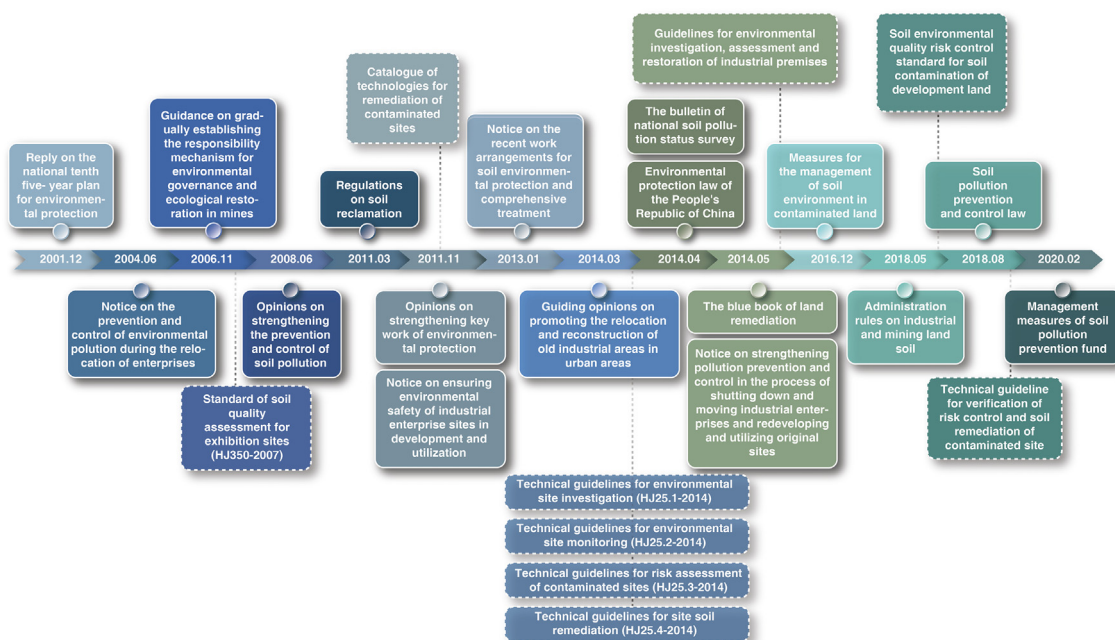 Reply on the
national tenth
five- year plan
for environmen-
tal protection
Guidance on grad-
ually establishing
the responsibility
mechanism for
environmental
governance and
ecological resto-
ration in mines
Regulations
on soil
reclamation
Catalogue of
technologies for
remediation of
contaminated
sites
Notice on the
recent work
arrangements for
soil environmen-
tal protection and
comprehensive
treatment
Guidelines for environmental
investigation, assessment and
restoration of industrial premises
The bulletin of
national soil pollu-
tion status survey
Environmental
protection law of
the People's
Republic of China
Measures for
the management
of soil
environment in
contaminated land
Soil environmental
quality risk control
standard for soil
contamination of
development land
Soil
pollution
prevention
and control law
2001.12
2004.06
2006.11
2008.06
2011.03
2011.11
2013.01
2014.03
2014.04
2014.05
2016.12
2018.05
2018.08
2020.02
Notice on the
prevention and
control of environmental
polution during the relo-
cation of enterprises
Standard of soil
quality
assessment for
exhibition sites
(HJ350-2007)
Opinions on
strengthening
the prevention
and control of
soil pollution
Opinions on
strengthening key
work of environmen-
tal protection
Notice on ensuring
environmental
safety of industrial
enterprise sites in
development and
utilization
Guiding opinions on
promoting the relocation
and reconstruction of
old industrial areas in
urban areas
Technical guidelines for environmental
site investigation (HJ25.1-2014)
Technical guidelines for environmental
site monitoring (HJ25.2-2014)
Technical guidelines for risk assessment
of contaminated sites (HJ25.3-2014)
Technical guidelines for site soil
remediation (HJ25.4-2014)
The blue book of land
remediation
Notice on strengthening
pollution prevention and
control in the process of
shutting down and
moving industrial enter-
prises and redeveloping
and utilizing original
sites
Administration
rules on industrial
and mining land
soil
Technical guideline
for verification of
risk control and soil
remediation of
contaminated site
Management
measures of soil
pollution
prevention fund